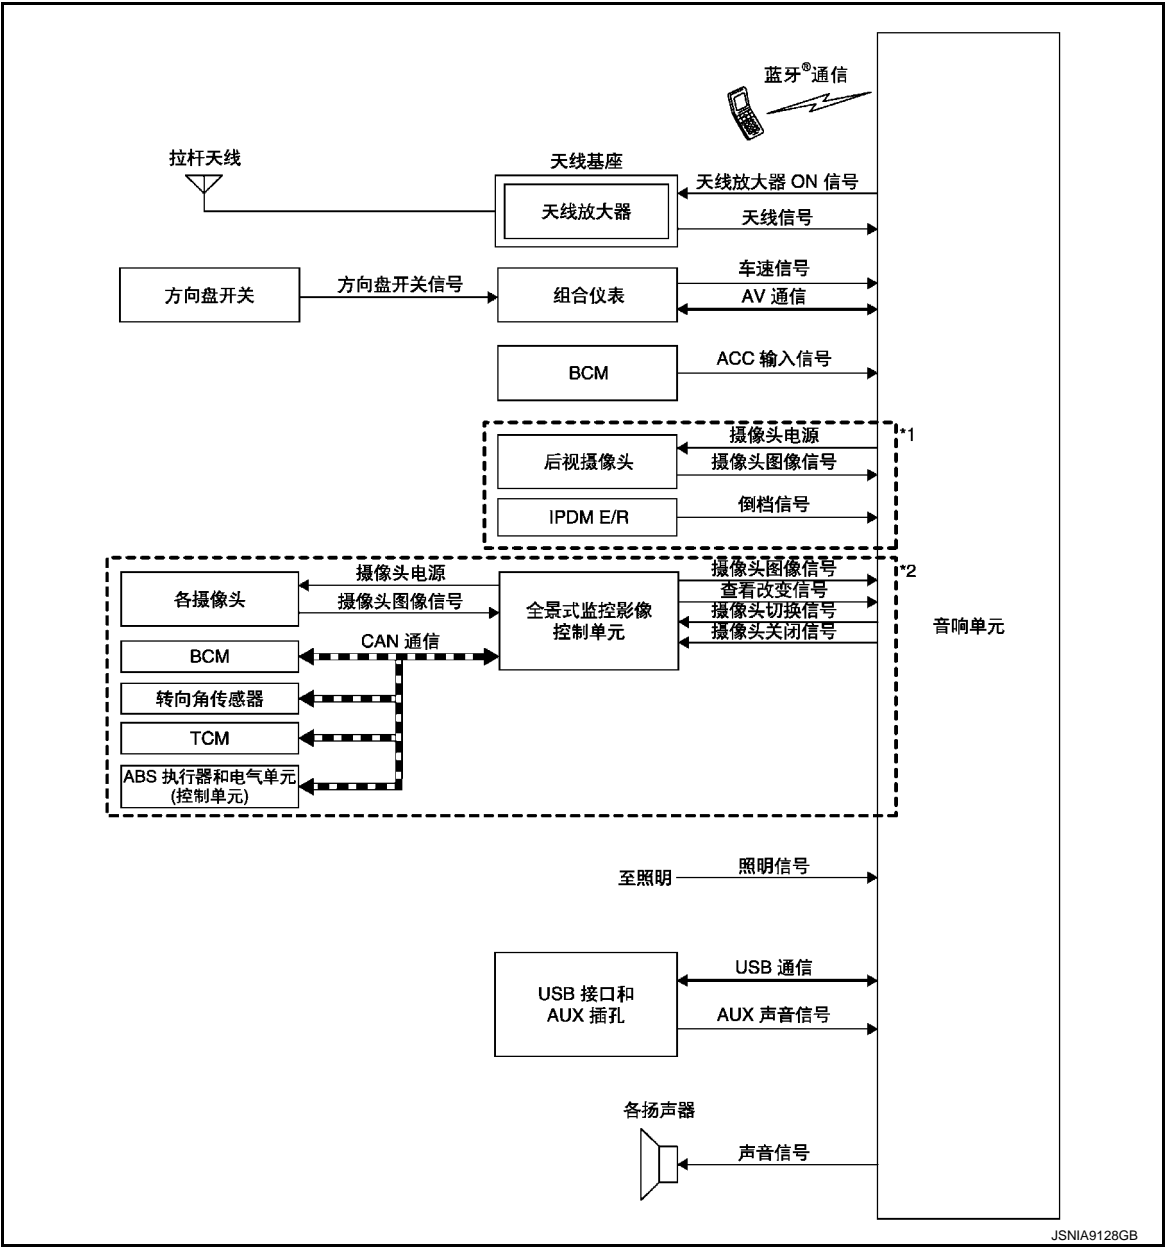 蓝牙®通信
拉杆天线
天线基座
天线放大器
天线放大器 ON 信号
天线信号
方向盘开关
方向盘开关信号
组合仪表
车速信号
AV 通信
BCM
ACC 输入信号
*1
后视摄像头
摄像头电源
摄像头图像信号
IPDM E/R
倒档信号
*2
各摄像头
摄像头电源
摄像头图像信号
全景式监控影像
控制单元
摄像头图像信号
查看改变信号
摄像头切换信号
摄像头关闭信号
音响单元
CAN 通信
BCM
转向角传感器
TCM
ABS 执行器和电气单元
(控制单元)
至照明
照明信号
USB 接口和
AUX 插孔
USB 通信
AUX 声音信号
各扬声器
声音信号
JSNIA9128GB